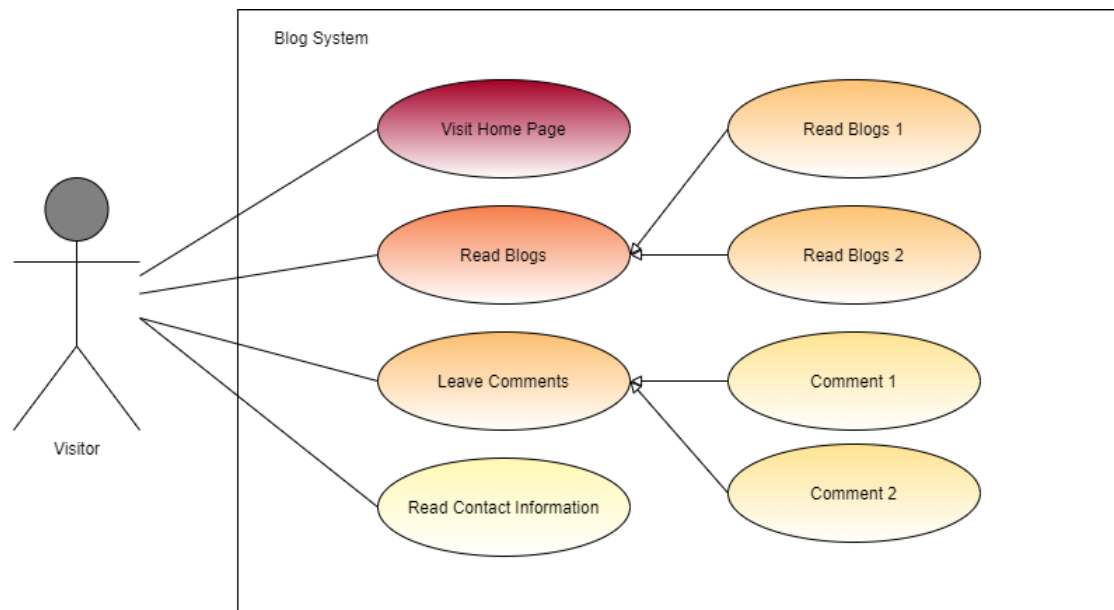 Blog System
Visit Home Page
Read Blogs 1
Read Blogs
Read Blogs 2
Leave Comments
Comment 1
Visitor
Read Contact Information
Comment 2